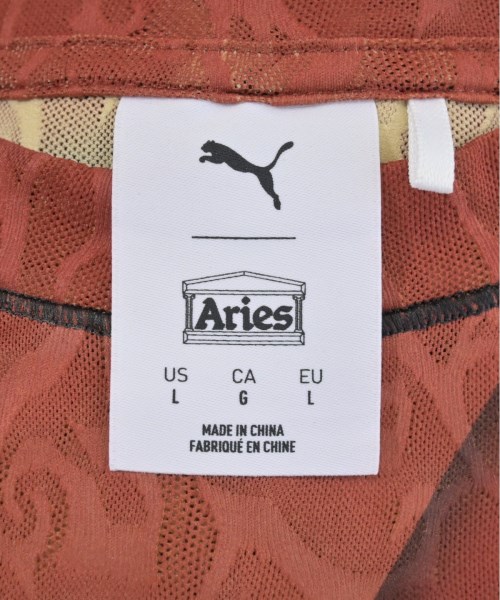 Aries
US CA EU
L G L
MADE IN CHINA
FABRIQUÉ EN CHINE